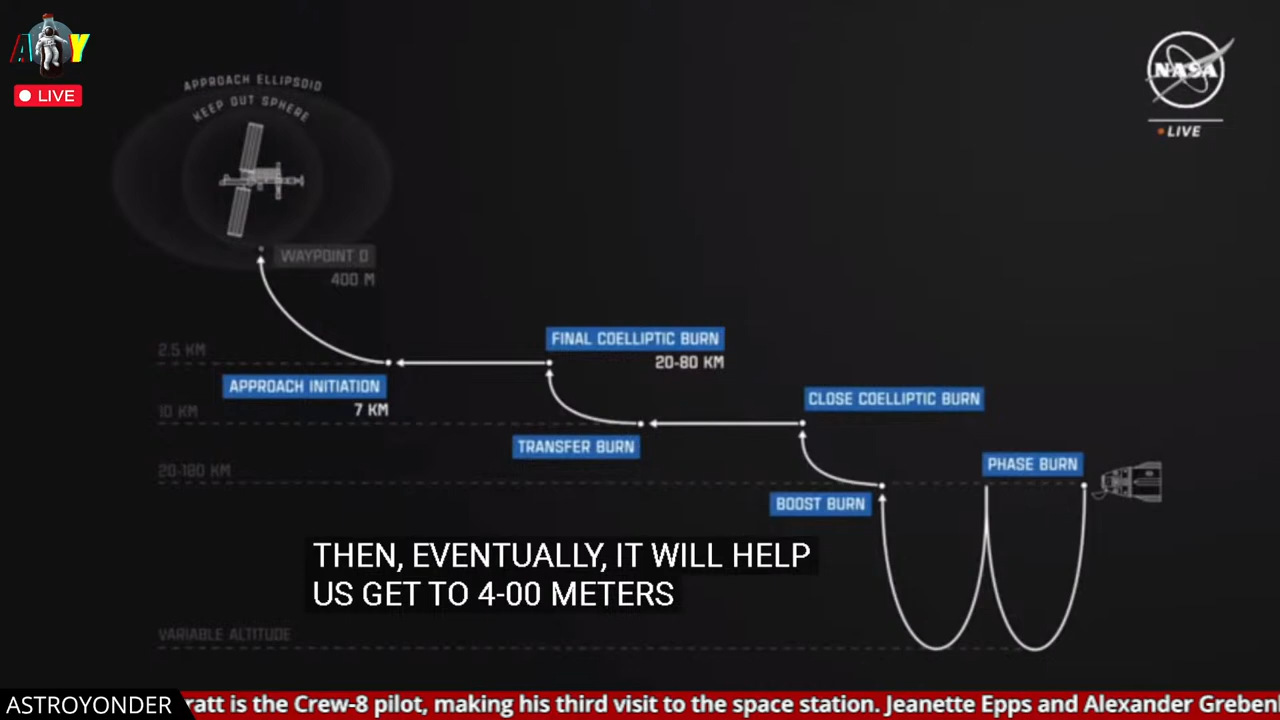 A Y
LIVE
NASA
LIVE
APPROACH ELLIPSOID
KEEP OUT SPHERE
WAYPOINT 0
400 M
2.5 KM
FINAL COELLIPTIC BURN
20-80 KM
APPROACH INITIATION
7 KM
10 KM
CLOSE COELLIPTIC BURN
TRANSFER BURN
20-180 KM
PHASE BURN
BOOST BURN
THEN, EVENTUALLY, IT WILL HELP
US GET TO 4-00 METERS
VARIABLE ALTITUDE
ASTROYONDER
ratt is the Crew-8 pilot, making his third visit to the space station. Jeanette Epps and Alexander Greben